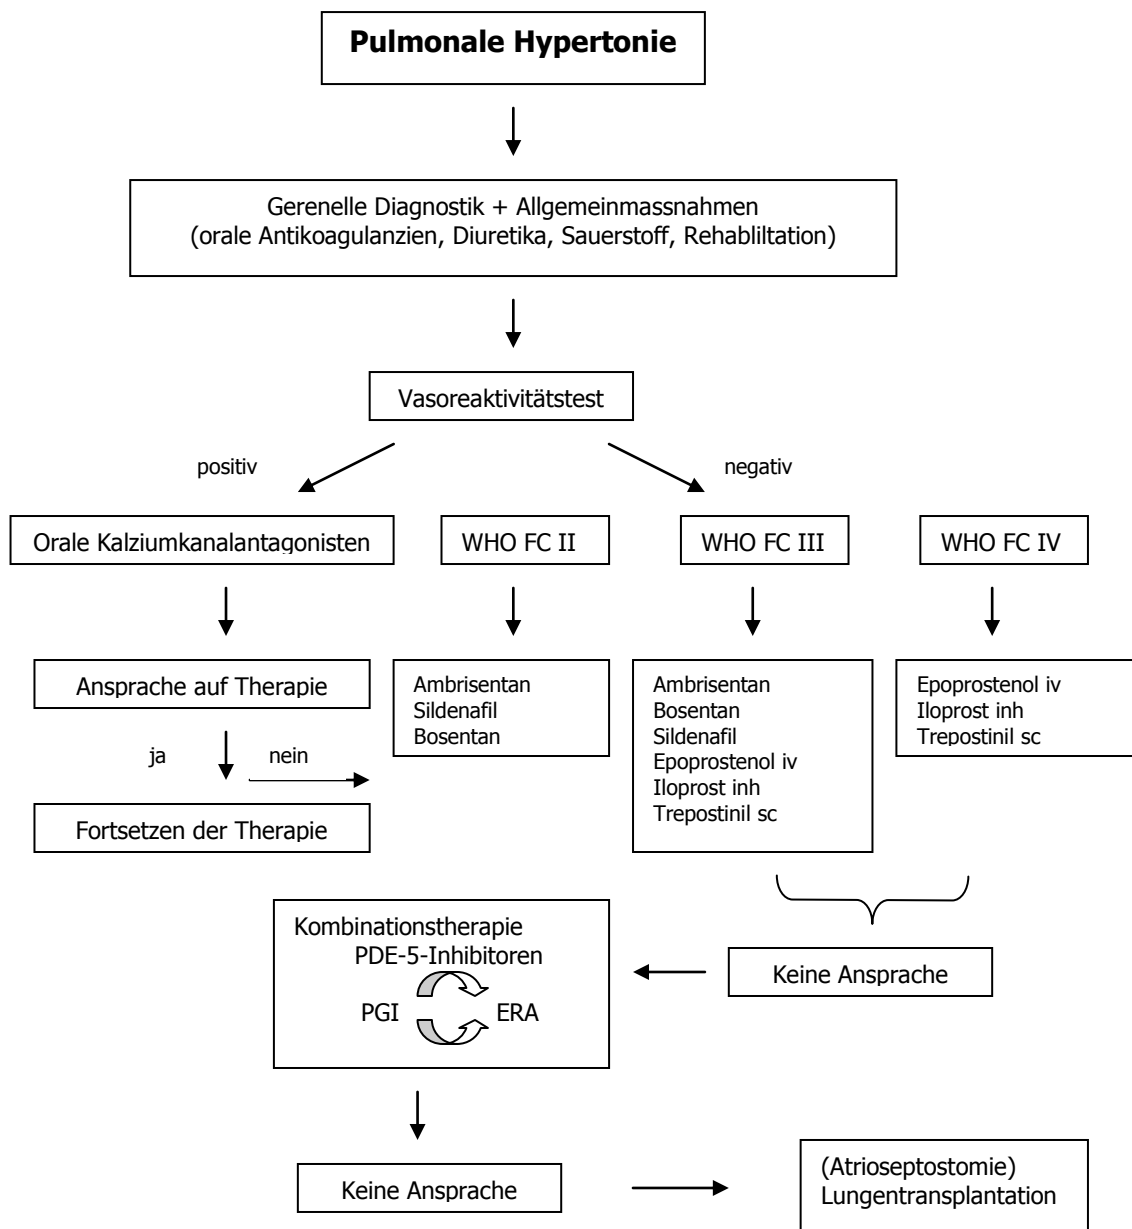 Pulmonale Hypertonie
Gerenelle Diagnostik + Allgemeinmassnahmen
(orale Antikoagulanzien, Diuretika, Sauerstoff, Rehabliltation)
Vasoreaktivitätstest
positiv
negativ
Orale Kalziumkanalantagonisten
WHO FC II
WHO FC III
WHO FC IV
Ansprache auf Therapie
Ambrisentan
Sildenafil
Bosentan
Ambrisentan
Bosentan
Sildenafil
Epoprostenol iv
Iloprost inh
Trepostinil sc
Epoprostenol iv
Iloprost inh
Trepostinil sc
ja
nein
Fortsetzen der Therapie
Kombinationstherapie
PDE-5-Inhibitoren
PGI
ERA
Keine Ansprache
Keine Ansprache
(Atrioseptostomie)
Lungentransplantation